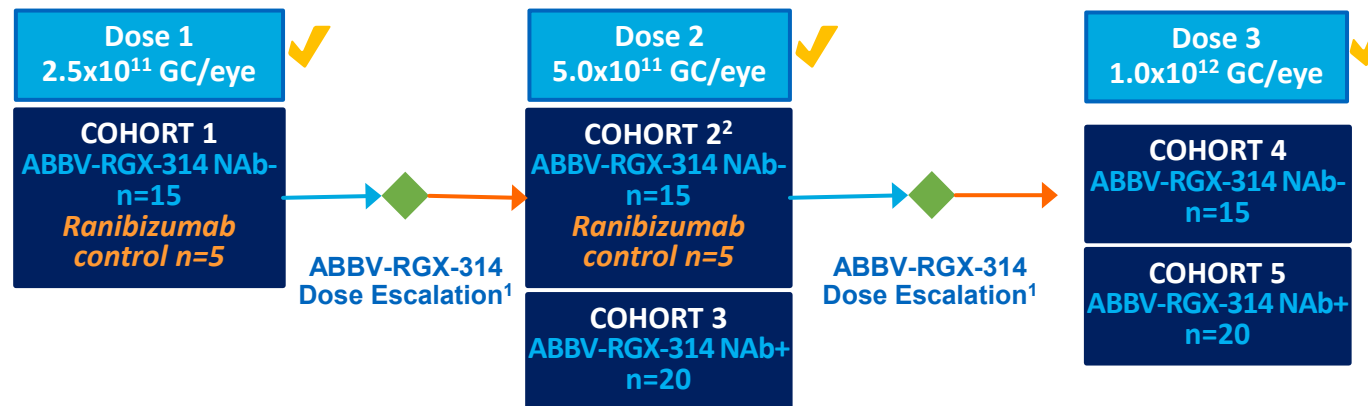 Dose 1
2.5x10¹¹ GC/eye
COHORT 1
ABBV-RGX-314 NAb-
n=15
Ranibizumab
control n=5
ABBV-RGX-314
Dose Escalation¹
Dose 2
5.0x10¹¹ GC/eye
COHORT 2²
ABBV-RGX-314 NAb-
n=15
Ranibizumab
control n=5
COHORT 3
ABBV-RGX-314 NAb+
n=20
ABBV-RGX-314
Dose Escalation¹
Dose 3
1.0x10¹² GC/eye
COHORT 4
ABBV-RGX-314 NAb-
n=15
COHORT 5
ABBV-RGX-314 NAb+
n=20